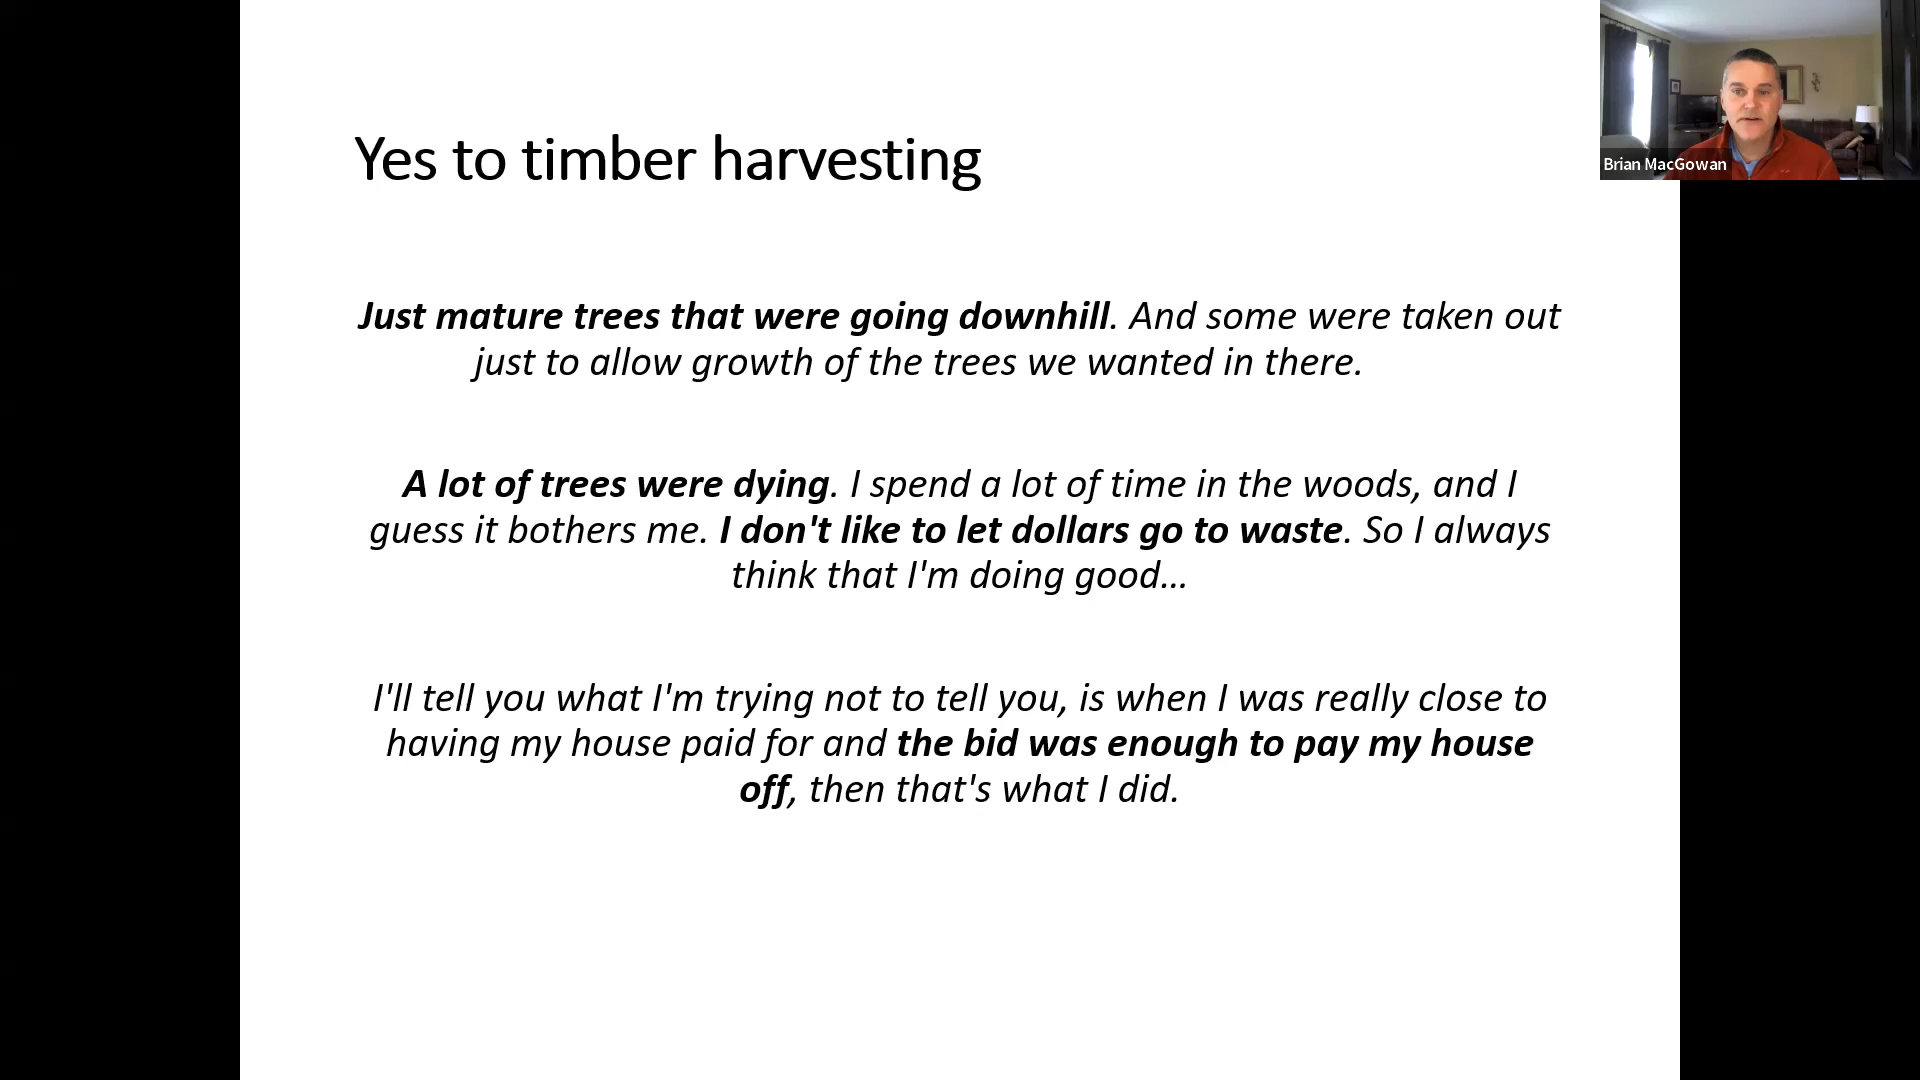 Yes to timber harvesting
Brian MacGowan
Just mature trees that were going downhill. And some were taken out
just to allow growth of the trees we wanted in there.
A lot of trees were dying. I spend a lot of time in the woods, and I
guess it bothers me. I don't like to let dollars go to waste. So I always
think that I'm doing good...
I'll tell you what I'm trying not to tell you, is when I was really close to
having my house paid for and the bid was enough to pay my house
off, then that's what I did.